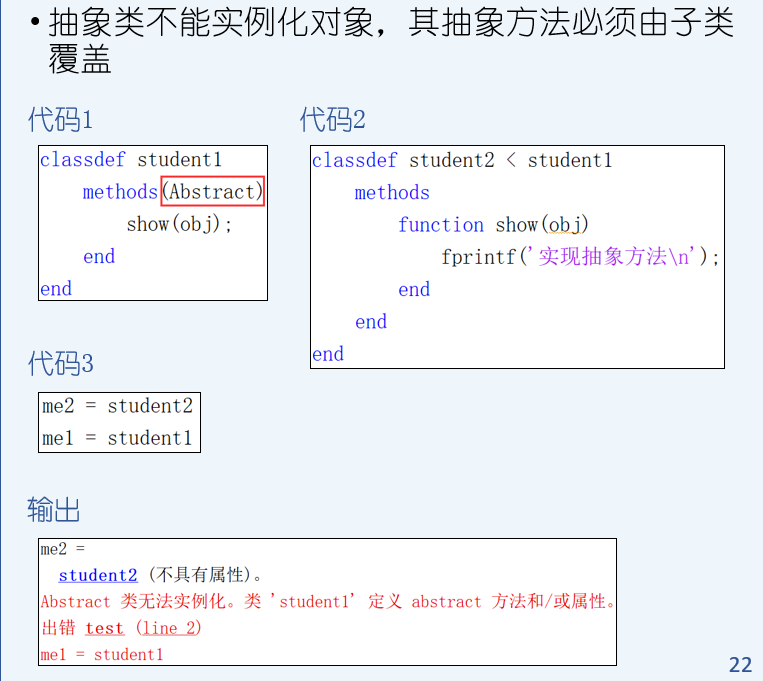 • 抽象类不能实例化对象，其抽象方法必须由子类
覆盖
代码1
classdef student1
    methods(Abstract)
        show(obj);
    end
end
代码2
classdef student2 < student1
    methods
        function show(obj)
            fprintf('实现抽象方法\n');
        end
    end
end
代码3
me2 = student2
me1 = student1
输出
me2 =
  student2 (不具有属性)。
Abstract 类无法实例化。类 'student1' 定义 abstract 方法和/或属性。
出错 test (line 2)
me1 = student1
22